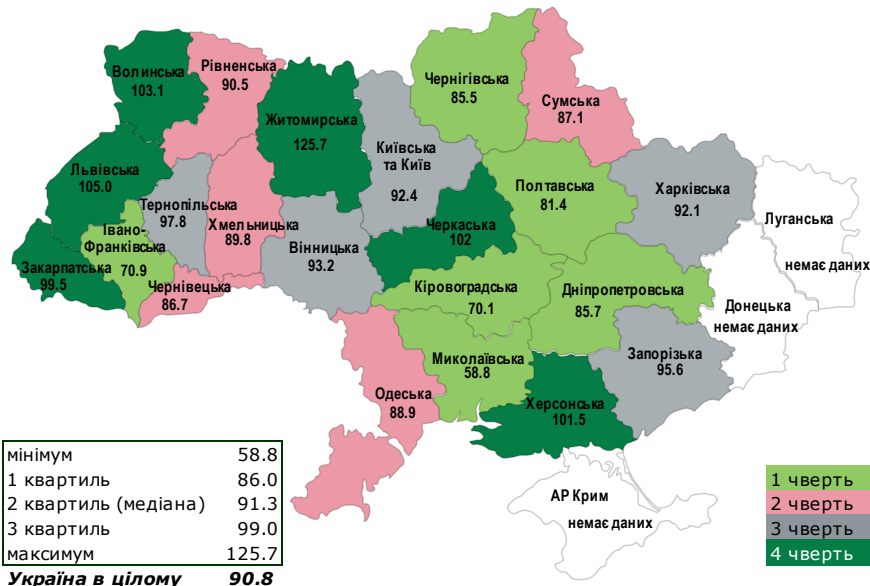 Волинська
103.1
Рівненська
90.5
Житомирська
125.7
Київська
та Київ
92.4
Чернігівська
85.5
Сумська
87.1
Львівська
105.0
Тернопільська
97.8
Хмельницька
89.8
Вінницька
93.2
Черкаська
102
Полтавська
81.4
Харківська
92.1
Луганська
немає даних
Івано-
Франківська
70.9
Закарпатська
99.5
Чернівецька
86.7
Кіровоградська
70.1
Дніпропетровська
85.7
Донецька
немає даних
Запорізька
95.6
Миколаївська
58.8
Одеська
88.9
Херсонська
101.5
АР Крим
немає даних
мінімум 58.8
1 квартиль 86.0
2 квартиль (медіана) 91.3
3 квартиль 99.0
максимум 125.7
Україна в цілому 90.8
1 чверть
2 чверть
3 чверть
4 чверть